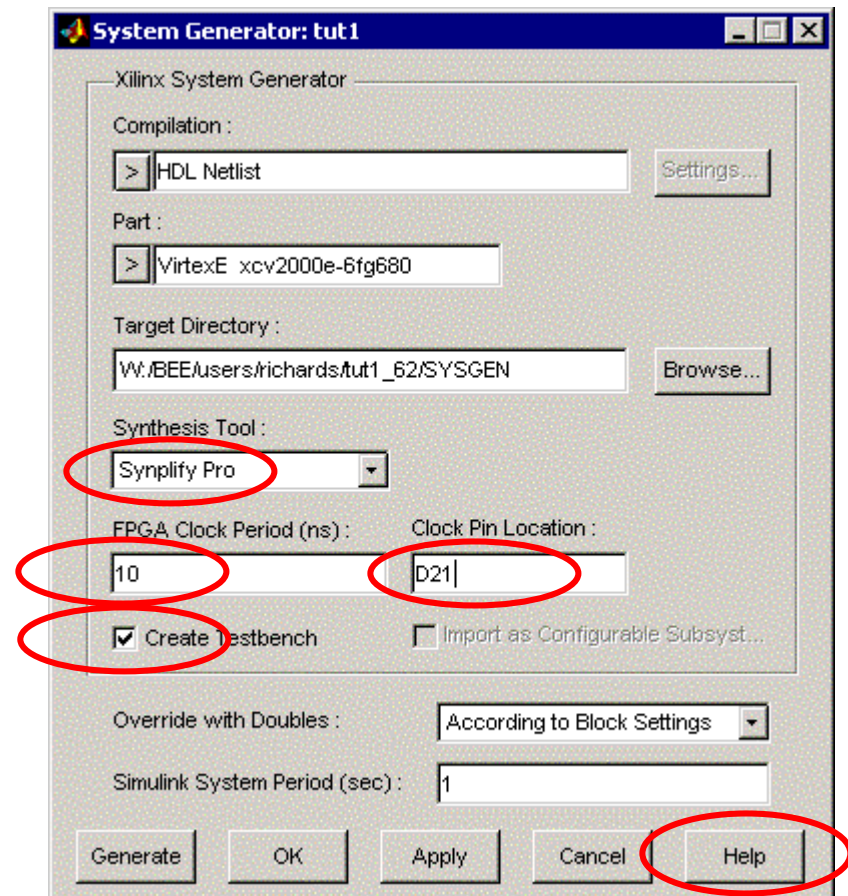 System Generator: tut1
Xilinx System Generator
Compilation :
> HDL Netlist Settings...
Part :
> VirtexE xcv2000e-6fg680
Target Directory :
W:/BEE/users/richards/tut1_62/SYSGEN Browse...
Synthesis Tool :
Synplify Pro
FPGA Clock Period (ns) : Clock Pin Location :
10 D21
Create Testbench Import as Configurable Subsyst...
Override with Doubles : According to Block Settings
Simulink System Period (sec) : 1
Generate OK Apply Cancel Help